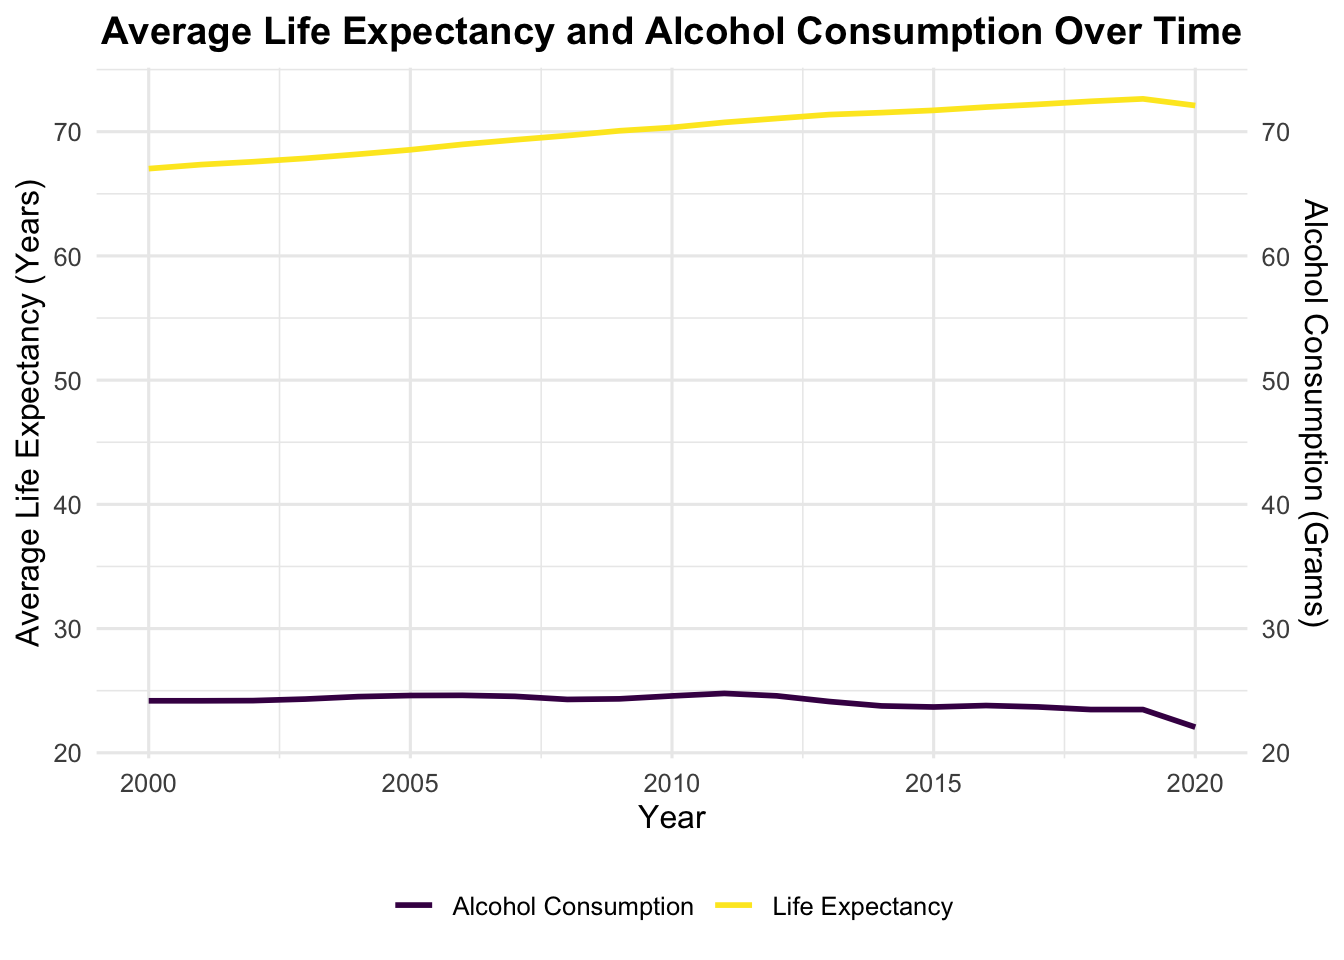 Average Life Expectancy and Alcohol Consumption Over Time
Average Life Expectancy (Years)
70
60
50
40
30
20
70
60
50
40
30
20
Alcohol Consumption (Grams)
2000 2005 2010 2015 2020
Year
Alcohol Consumption Life Expectancy